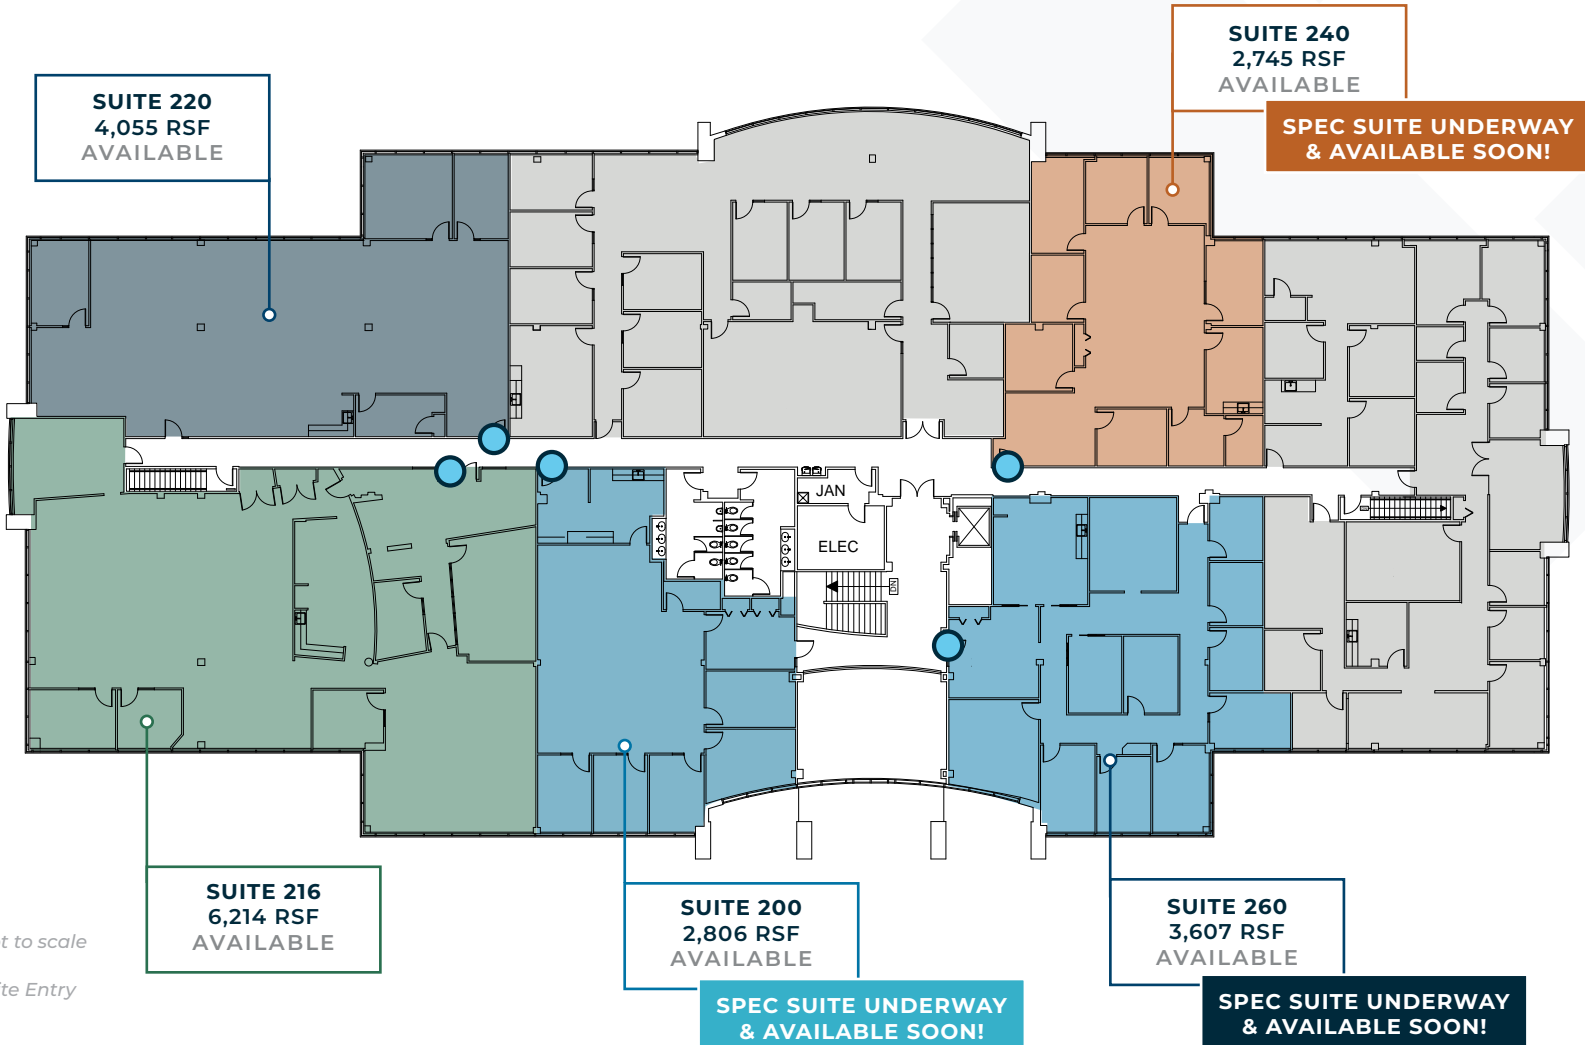 SUITE 240
2,745 RSF
AVAILABLE
SPEC SUITE UNDERWAY
& AVAILABLE SOON!
SUITE 220
4,055 RSF
AVAILABLE
JAN
ELEC
DN
SUITE 216
6,214 RSF
AVAILABLE
SUITE 200
2,806 RSF
AVAILABLE
SPEC SUITE UNDERWAY
& AVAILABLE SOON!
SUITE 260
3,607 RSF
AVAILABLE
SPEC SUITE UNDERWAY
& AVAILABLE SOON!
to scale
Entry